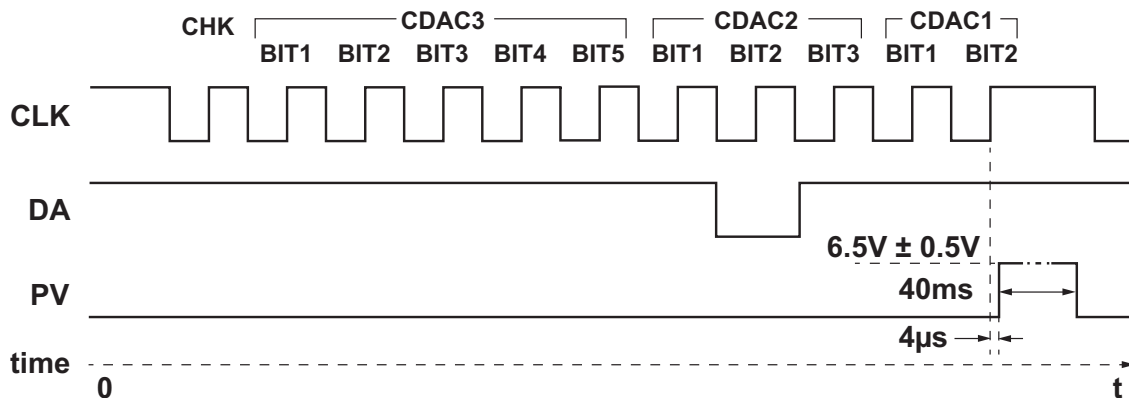 CHK CDAC3 CDAC2 CDAC1
BIT1 BIT2 BIT3 BIT4 BIT5 BIT1 BIT2 BIT3 BIT1 BIT2
CLK
DA
6.5V ± 0.5V
PV
40ms
4µs
time
0 t